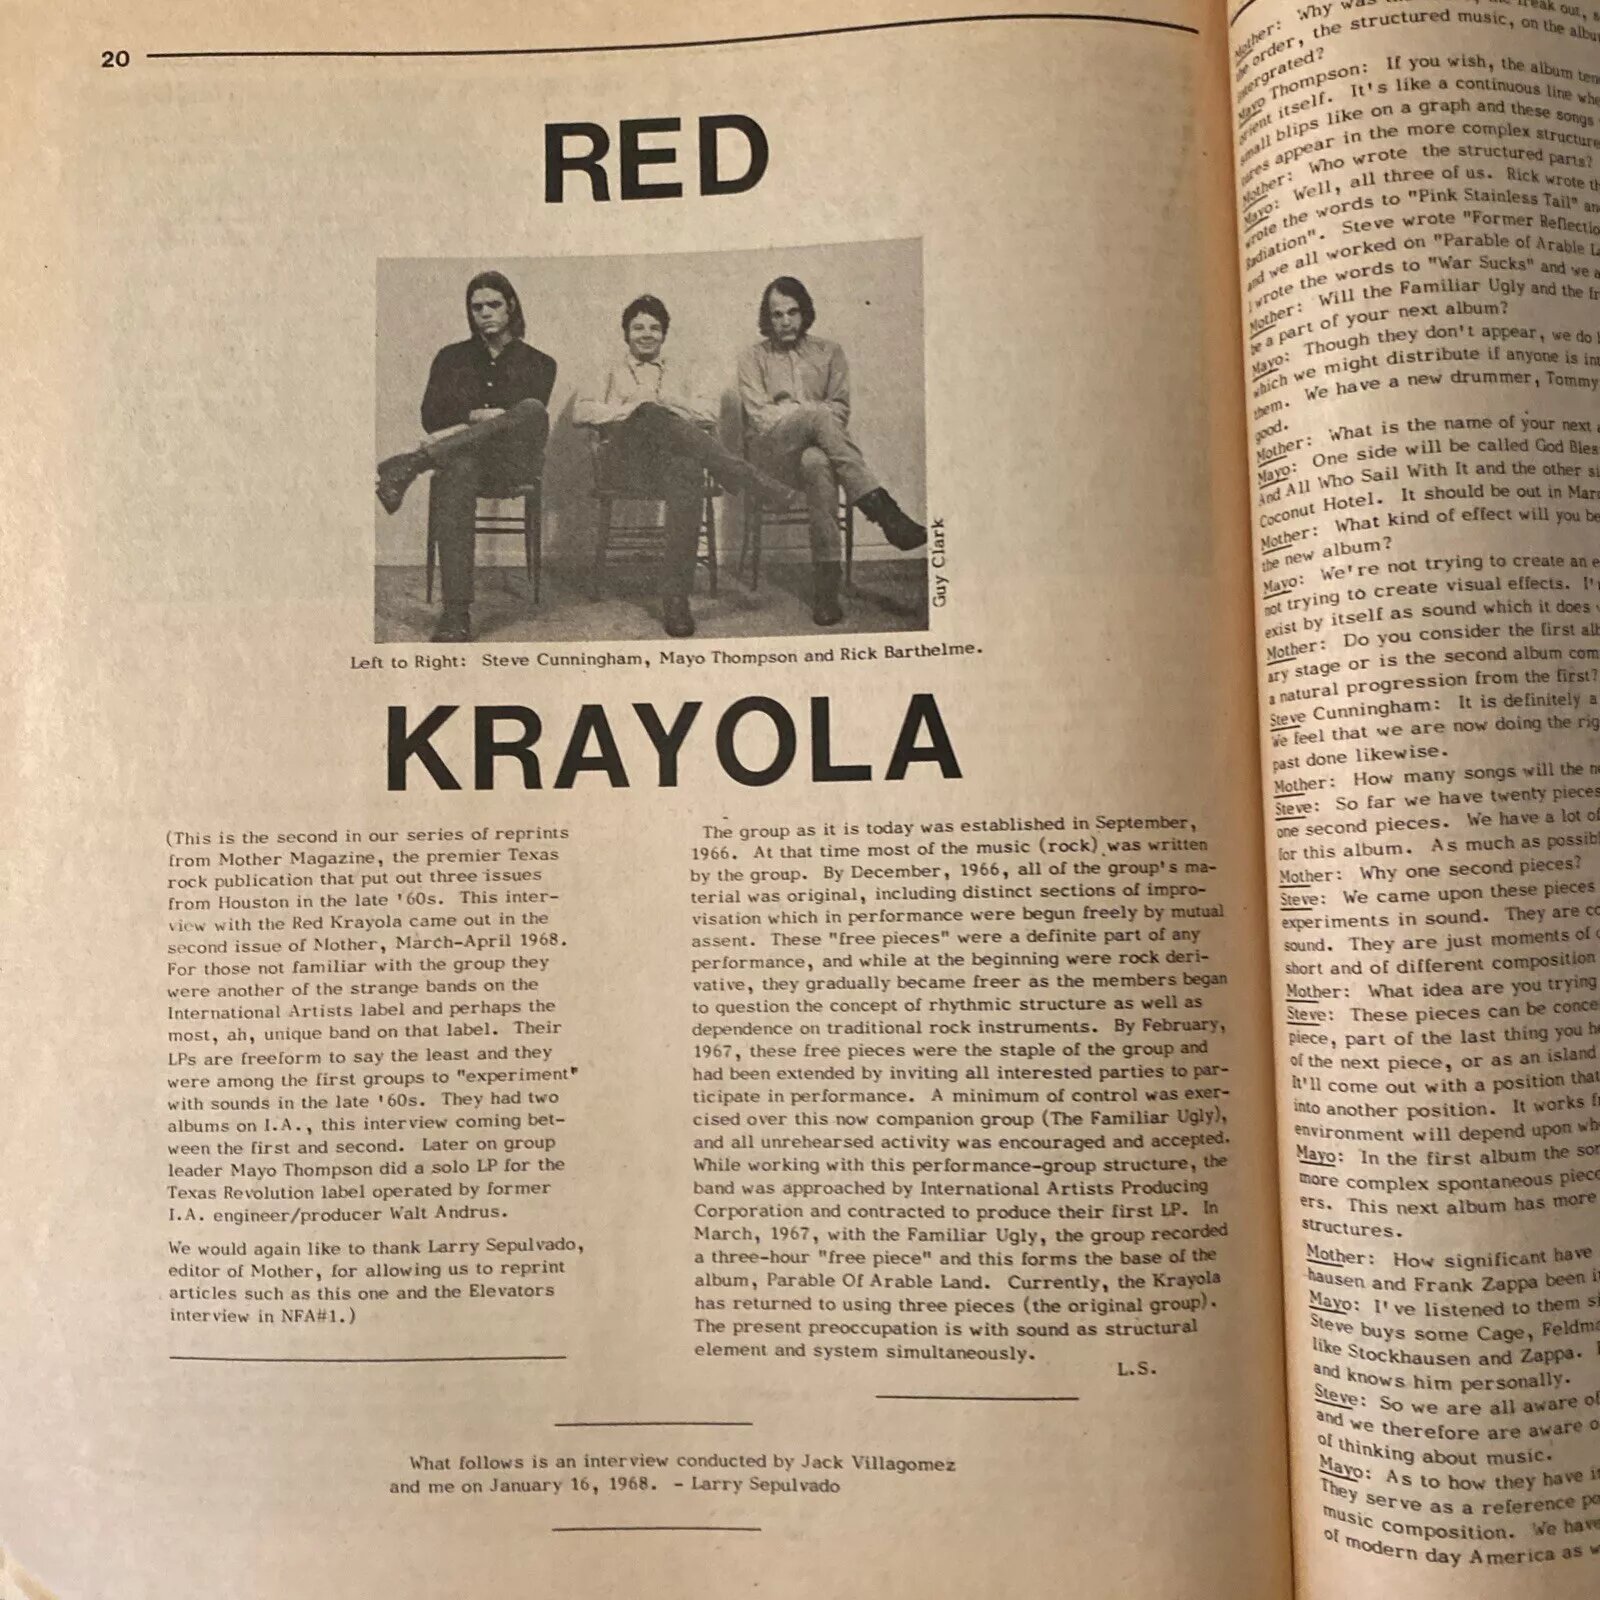 20
RED
Guy Clark
Left to Right: Steve Cunningham, Mayo Thompson and Rick Barthelme.
KRAYOLA
(This is the second in our series of reprints
from Mother Magazine, the premier Texas
rock publication that put out three issues
from Houston in the late '60s. This inter-
view with the Red Krayola came out in the
second issue of Mother, March-April 1968.
For those not familiar with the group they
were another of the strange bands on the
International Artists label and perhaps the
most, ah, unique band on that label. Their
LPs are freeform to say the least and they
were among the first groups to "experiment"
with sounds in the late '60s. They had two
albums on I.A., this interview coming bet-
ween the first and second. Later on group
leader Mayo Thompson did a solo LP for the
Texas Revolution label operated by former
I.A. engineer/producer Walt Andrus.
We would again like to thank Larry Sepulvado,
editor of Mother, for allowing us to reprint
articles such as this one and the Elevators
interview in NFA#1.)
The group as it is today was established in September,
1966. At that time most of the music (rock) was written
by the group. By December, 1966, all of the group's ma-
terial was original, including distinct sections of impro-
visation which in performance were begun freely by mutual
assent. These "free pieces" were a definite part of any
performance, and while at the beginning were rock deri-
vative, they gradually became freer as the members began
to question the concept of rhythmic structure as well as
dependence on traditional rock instruments. By February,
1967, these free pieces were the staple of the group and
had been extended by inviting all interested parties to par-
ticipate in performance. A minimum of control was exer-
cised over this now companion group (The Familiar Ugly),
and all unrehearsed activity was encouraged and accepted.
While working with this performance-group structure, the
band was approached by International Artists Producing
Corporation and contracted to produce their first LP. In
March, 1967, with the Familiar Ugly, the group recorded
a three-hour "free piece" and this forms the base of the
album, Parable Of Arable Land. Currently, the Krayola
has returned to using three pieces (the original group).
The present preoccupation is with sound as structural
element and system simultaneously.
L.S.
What follows is an interview conducted by Jack Villagomez
and me on January 16, 1968. - Larry Sepulvado
Mother: Why freak out,
the order, the structured music, on the
intergrated?
Mayo Thompson: If you wish, the album
orient itself. It's like a continuous line
small blips like on a graph and these songs
appear in the more complex
Mother: Who wrote the structured parts?
Mayo: Well, all three of us. Rick wrote
wrote the words to "Pink Stainless Tail"
Radiation". Steve wrote "Former
and we all worked on "Parable of Arable
I wrote the words to "War Sucks" and we
Mother: Will the Familiar Ugly and the
be a part of your next album?
Mayo: Though they don't appear, we do
which we might distribute if anyone is
them. We have a new drummer, Tommy
good.
Mother: What is the name of your next
Mayo: One side will be called God
And All Who Sail With It and the other
Coconut Hotel. It should be out in
Mother: What kind of effect will you
the new album?
Mayo: We're not trying to create an
not trying to create visual effects.
exist by itself as sound which it does
Mother: Do you consider the first
ary stage or is the second album
a natural progression from the first?
Steve Cunningham: It is definitely a
We feel that we are now doing the
past done likewise.
Mother: How many songs will the
Steve: So far we have twenty pieces
one second pieces. We have a lot of
for this album. As much as
Mother: Why one second pieces?
Steve: We came upon these pieces
experiments in sound. They are
sound. They are just moments of
short and of different composition
Mother: What idea are you trying
Steve: These pieces can be
piece, part of the last thing you
of the next piece, or as an island
It'll come out with a position that
into another position. It works
environment will depend upon
Mayo: In the first album the
more complex spontaneous
ers. This next album has more
structures.
Mother: How significant have
hausen and Frank Zappa been
Mayo: I've listened to them
Steve buys some Cage,
like Stockhausen and Zappa.
and knows him personally.
Steve: So we are all aware of
and we therefore are aware
of thinking about music.
Mayo: As to how they have
They serve as a reference
music composition. We have
of modern day America as